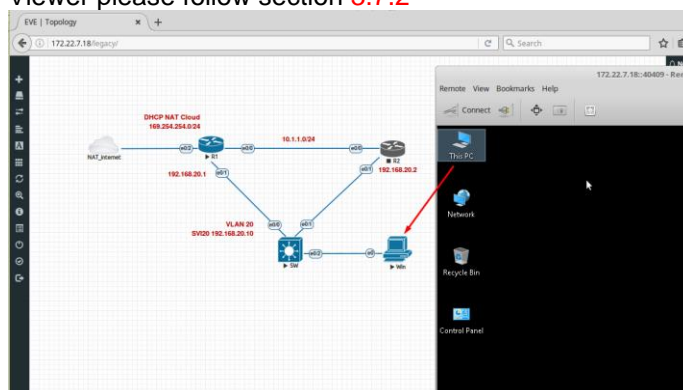 Viewer please follow section
EVE | Topology
172.22.7.18/legacy/
Search
172.22.7.18::40409 - Re
Remote View Bookmarks Help
Connect
DHCP NAT Cloud
169.254.254.0/24
10.1.1.0/24
NAT_Internet
e0/2
R1
e0/0
e0/0
R2
e0/1
e0/1
192.168.20.1
192.168.20.2
VLAN 20
SVI20 192.168.20.10
e0/0
e0/1
SW
e0/2
e0
Win
This PC
Network
Recycle Bin
Control Panel